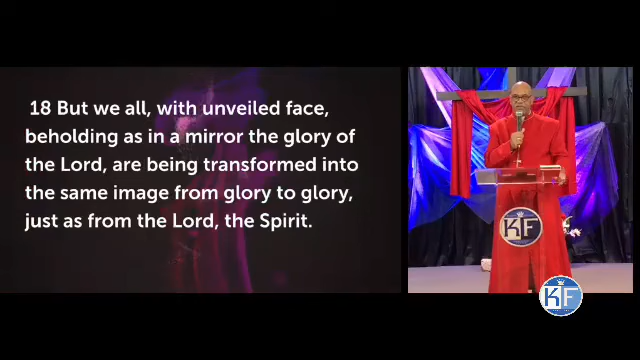 18 But we all, with unveiled face,
beholding as in a mirror the glory of
the Lord, are being transformed into
the same image from glory to glory,
just as from the Lord, the Spirit.
KF
KF